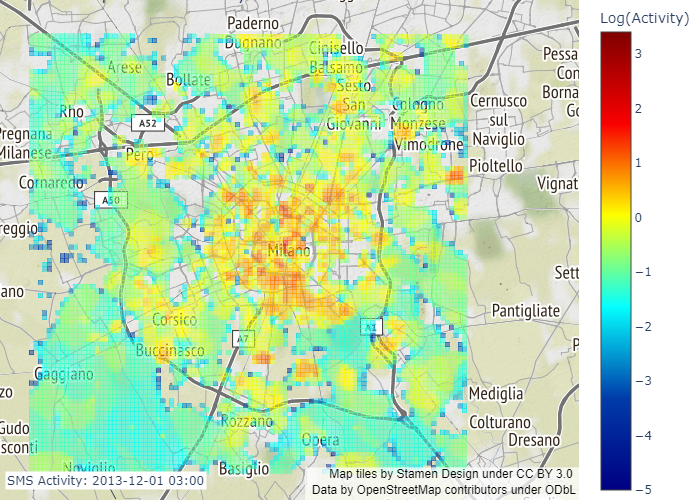 Log(Activity)
Paderno
Dugnano
Cinisello
Balsamo
Arese
Bollate
Sesto
San
Giovanni
Cologno
Monzese
Vimodrone
Cernusco
sul
Naviglio
Pioltello
Pessa
Con
Borna
Go
Vignat
Rho
A52
Pregnana
Milanese
Pero
Cornaredo
A50
reggio
Milano
ano
Sett
Pantigliate
Corsico
A7
A1
Buccinasco
P
Gaggiano
zo
Mediglia
Gudo
sconti
Rozzano
Opera
Colturano
Dresano
Noviglio
Basiglio
SMS Activity: 2013-12-01 03:00
Map tiles by Stamen Design under CC BY 3.0
Data by OpenStreetMap contributors under ODbL
3
2
1
0
−1
−2
−3
−4
−5